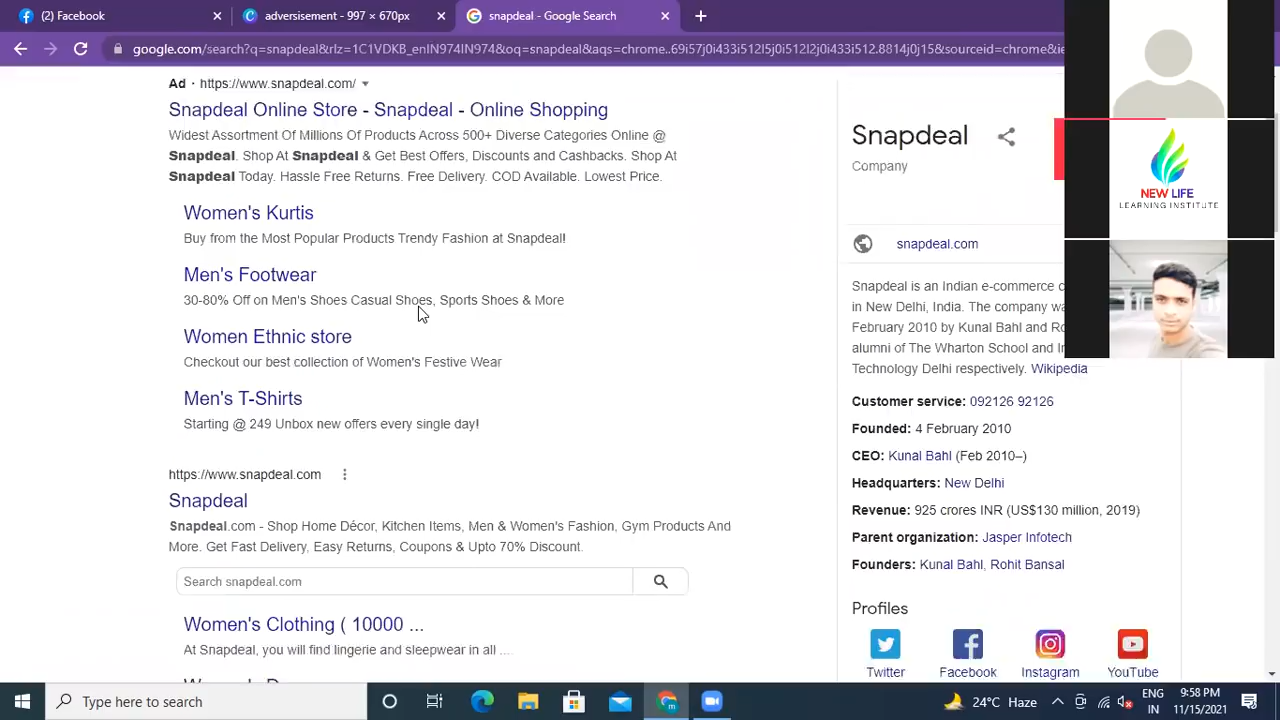 Facebook
advertisement - 997 × 670px
snapdeal - Google Search
google.com/search?q=snapdeal&rlz=1C1VDKB_enIN974IN974&oq=snapdeal&aqs=chrome..69i57j0i433i512l5j0i512l2j0i433i512.8814j0j15&sourceid=chrome&ie
Ad · https://www.snapdeal.com/
Snapdeal Online Store - Snapdeal - Online Shopping
Widest Assortment Of Millions Of Products Across 500+ Diverse Categories Online @
Snapdeal. Shop At Snapdeal & Get Best Offers, Discounts and Cashbacks. Shop At
Snapdeal Today. Hassle Free Returns. Free Delivery. COD Available. Lowest Price.
Women's Kurtis
Buy from the Most Popular Products Trendy Fashion at Snapdeal!
Men's Footwear
30-80% Off on Men's Shoes Casual Shoes, Sports Shoes & More
Women Ethnic store
Checkout our best collection of Women's Festive Wear
Men's T-Shirts
Starting @ 249 Unbox new offers every single day!
https://www.snapdeal.com
Snapdeal
Snapdeal.com - Shop Home Décor, Kitchen Items, Men & Women's Fashion, Gym Products And
More. Get Fast Delivery, Easy Returns, Coupons & Upto 70% Discount.
Search snapdeal.com
Women's Clothing ( 10000 ...
At Snapdeal, you will find lingerie and sleepwear in all ...
Snapdeal
Company
snapdeal.com
Snapdeal is an Indian e-commerce
in New Delhi, India. The company
February 2010 by Kunal Bahl and
alumni of The Wharton School and
Technology Delhi respectively. Wikipedia
Customer service: 092126 92126
Founded: 4 February 2010
CEO: Kunal Bahl (Feb 2010–)
Headquarters: New Delhi
Revenue: 925 crores INR (US$130 million, 2019)
Parent organization: Jasper Infotech
Founders: Kunal Bahl, Rohit Bansal
Profiles
Twitter
Facebook
Instagram
YouTube
NEW LIFE
LEARNING INSTITUTE
Type here to search
24°C Haze
ENG
IN
9:58 PM
11/15/2021